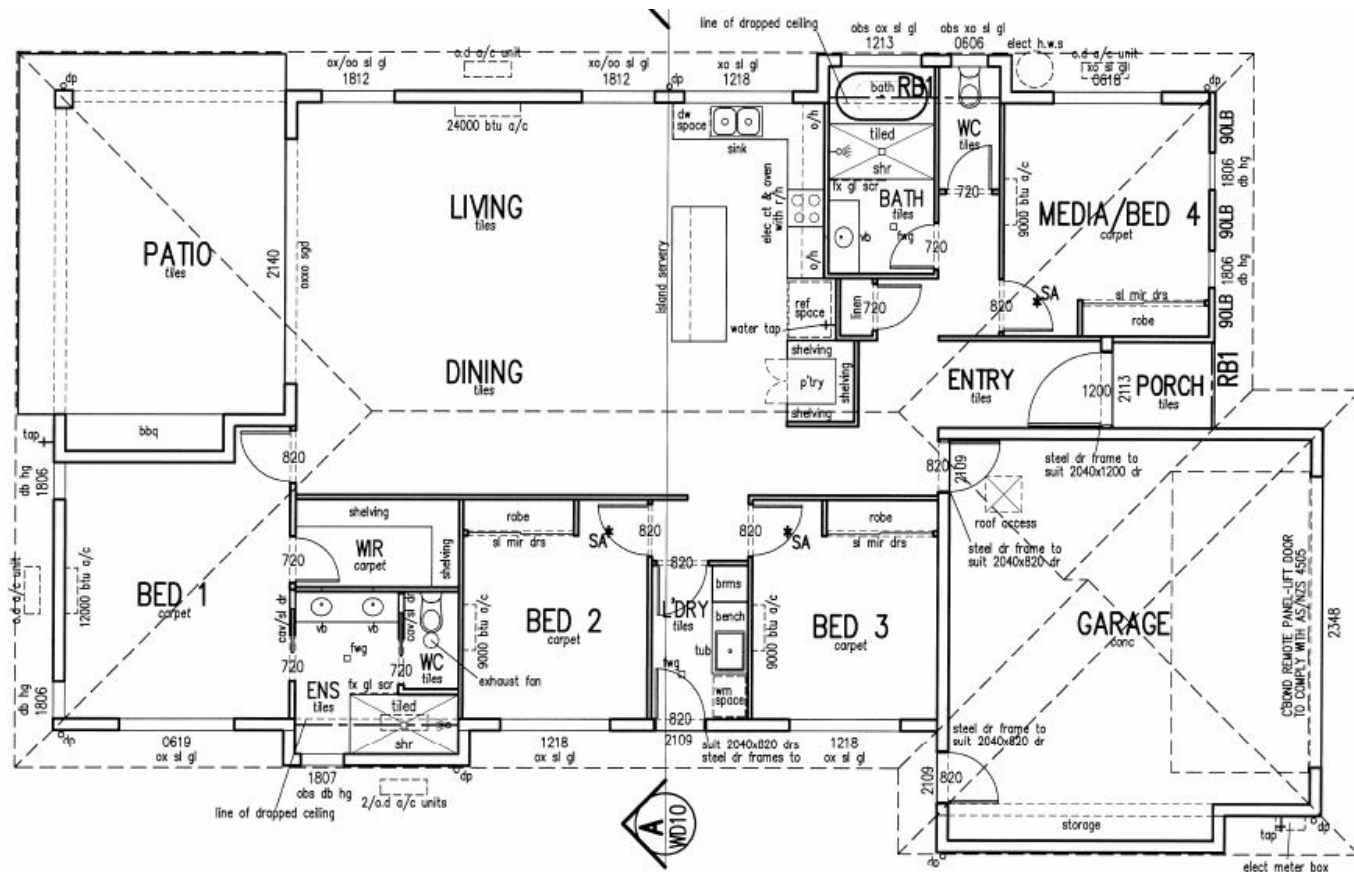 line of dropped ceiling
obs ox sl gl
1213
obs xo sl gl
0606
elect h.w.s
o.d a/c unit
xo sl gl
0618
ox/oo sl gl
1812
o.d a/c unit
xo/oo sl gl
1812
xo sl gl
1218
dp
dp
dp
24000 btu a/c
dw
space
sink
o/h
bath
RB1
tiled
shr
fx gl scr
BATH
tiles
vb
fwg
720
WC
tiles
720
9000 btu a/c
MEDIA/BED 4
carpet
90LB
1806
db hg
90LB
1806
db hg
90LB
sl mir drs
robe
SA
820
PATIO
tiles
2140
oxxo sgd
LIVING
tiles
island servery
elec ct & oven
with r/h
o/h
ref
space
water tap
linen
720
DINING
tiles
shelving
p'try
shelving
shelving
ENTRY
tiles
1200
2113
PORCH
tiles
RB1
steel dr frame to
suit 2040x1200 dr
bbq
tap
db hg
1806
820
820
2109
roof access
steel dr frame to
suit 2040x820 dr
shelving
WIR
carpet
shelving
720
robe
sl mir drs
SA
820
820
820
SA
robe
sl mir drs
o.d a/c unit
12000 btu a/c
BED 1
carpet
cav/sl dr
720
vb
vb
fwg
cav/sl dr
720
WC
tiles
exhaust fan
9000 btu a/c
BED 2
carpet
L'DRY
tiles
brms
bench
tub
fwg
wm
space
9000 btu a/c
BED 3
carpet
GARAGE
conc
C'BOND REMOTE PANEL-LIFT DOOR
TO COMPLY WITH AS/NZS 4505
2348
db hg
1806
ENS
tiles
fx gl scr
tiled
shr
dp
0619
ox sl gl
1807
obs db hg
line of dropped ceiling
2/o.d a/c units
dp
1218
ox sl gl
820
2109
suit 2040x820 drs
steel dr frames to
1218
ox sl gl
steel dr frame to
suit 2040x820 dr
2109
820
storage
A
WD10
dp
tap
dp
elect meter box